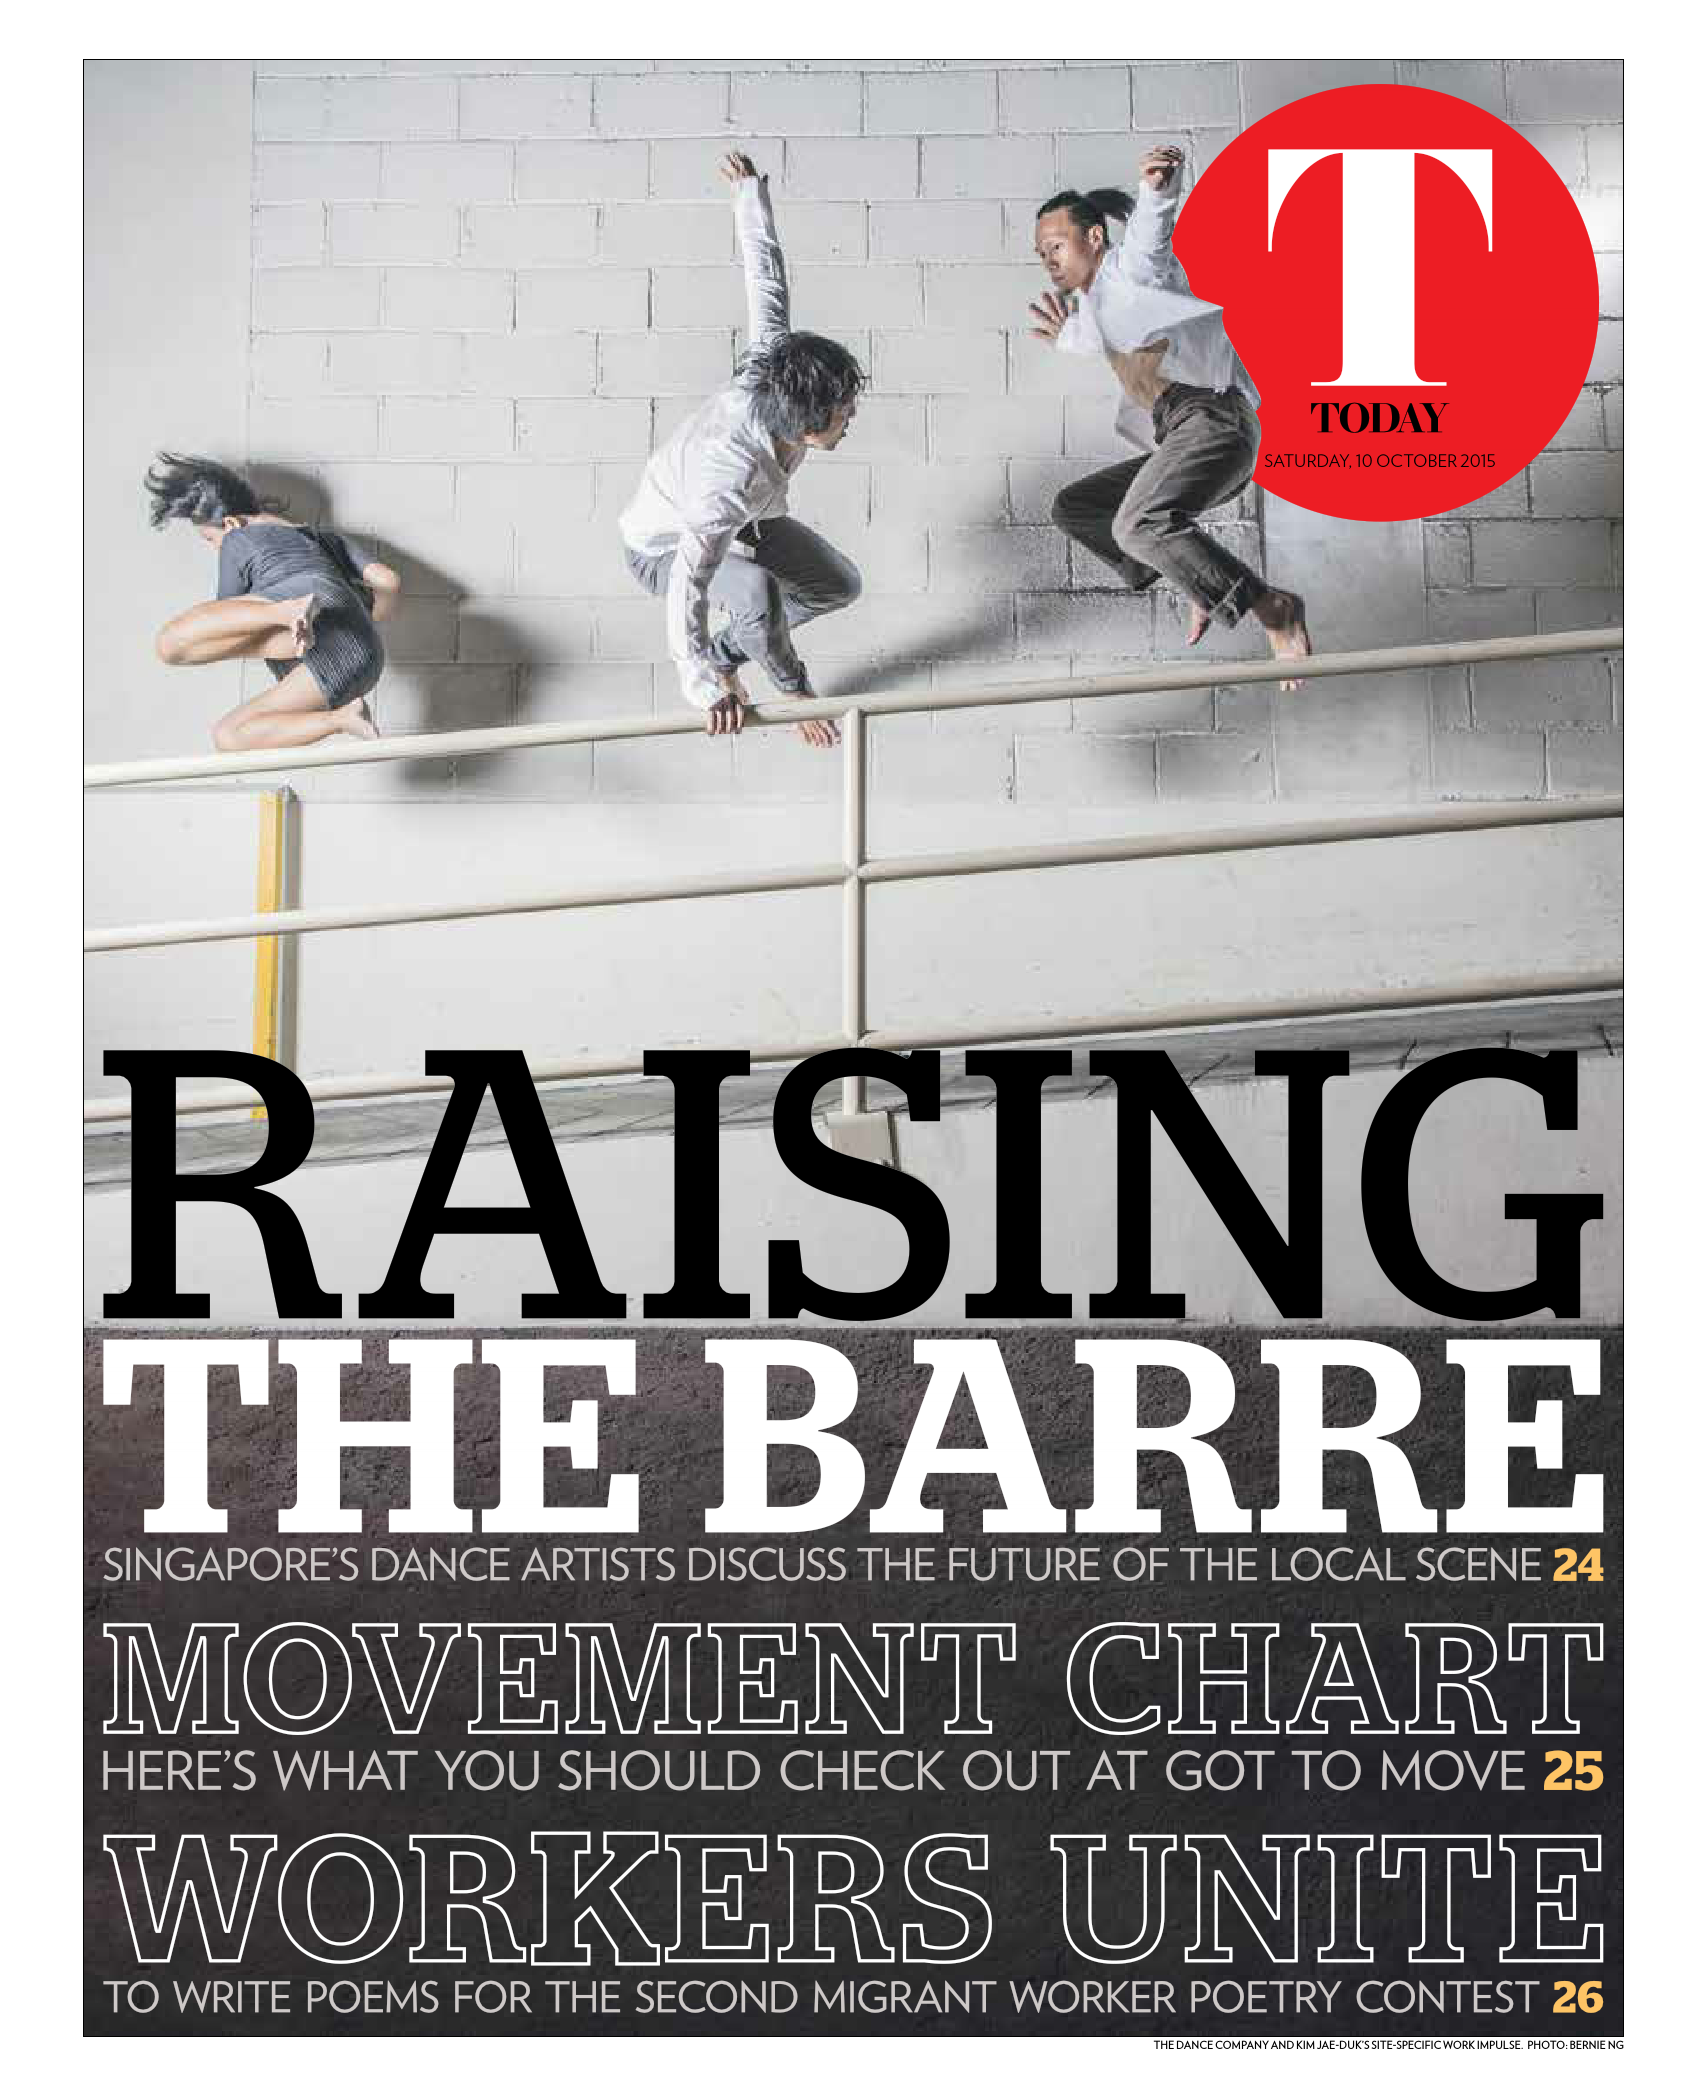 T
TODAY
SATURDAY, 10 OCTOBER 2015
RAISING
THE BARRE
SINGAPORE'S DANCE ARTISTS DISCUSS THE FUTURE OF THE LOCAL SCENE 24
MOVEMENT CHART
HERE'S WHAT YOU SHOULD CHECK OUT AT GOT TO MOVE 25
WORKERS UNITE
TO WRITE POEMS FOR THE SECOND MIGRANT WORKER POETRY CONTEST 26
THE DANCE COMPANY AND KIM JAE-DUK'S SITE-SPECIFIC WORK IMPULSE. PHOTO: BERNIE NG